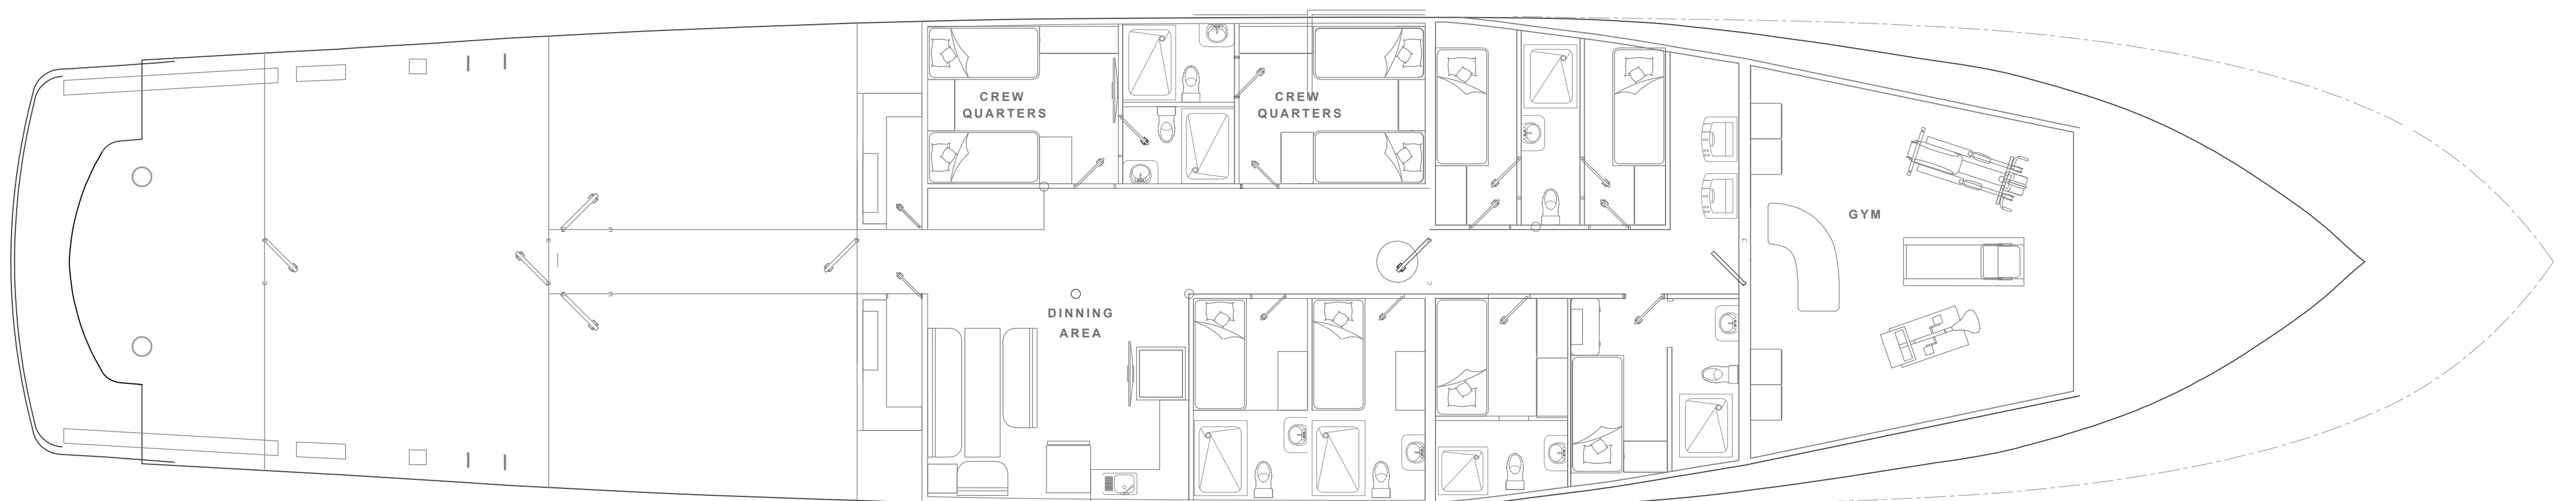 CREW
QUARTERS
CREW
QUARTERS
GYM
DINNING
AREA